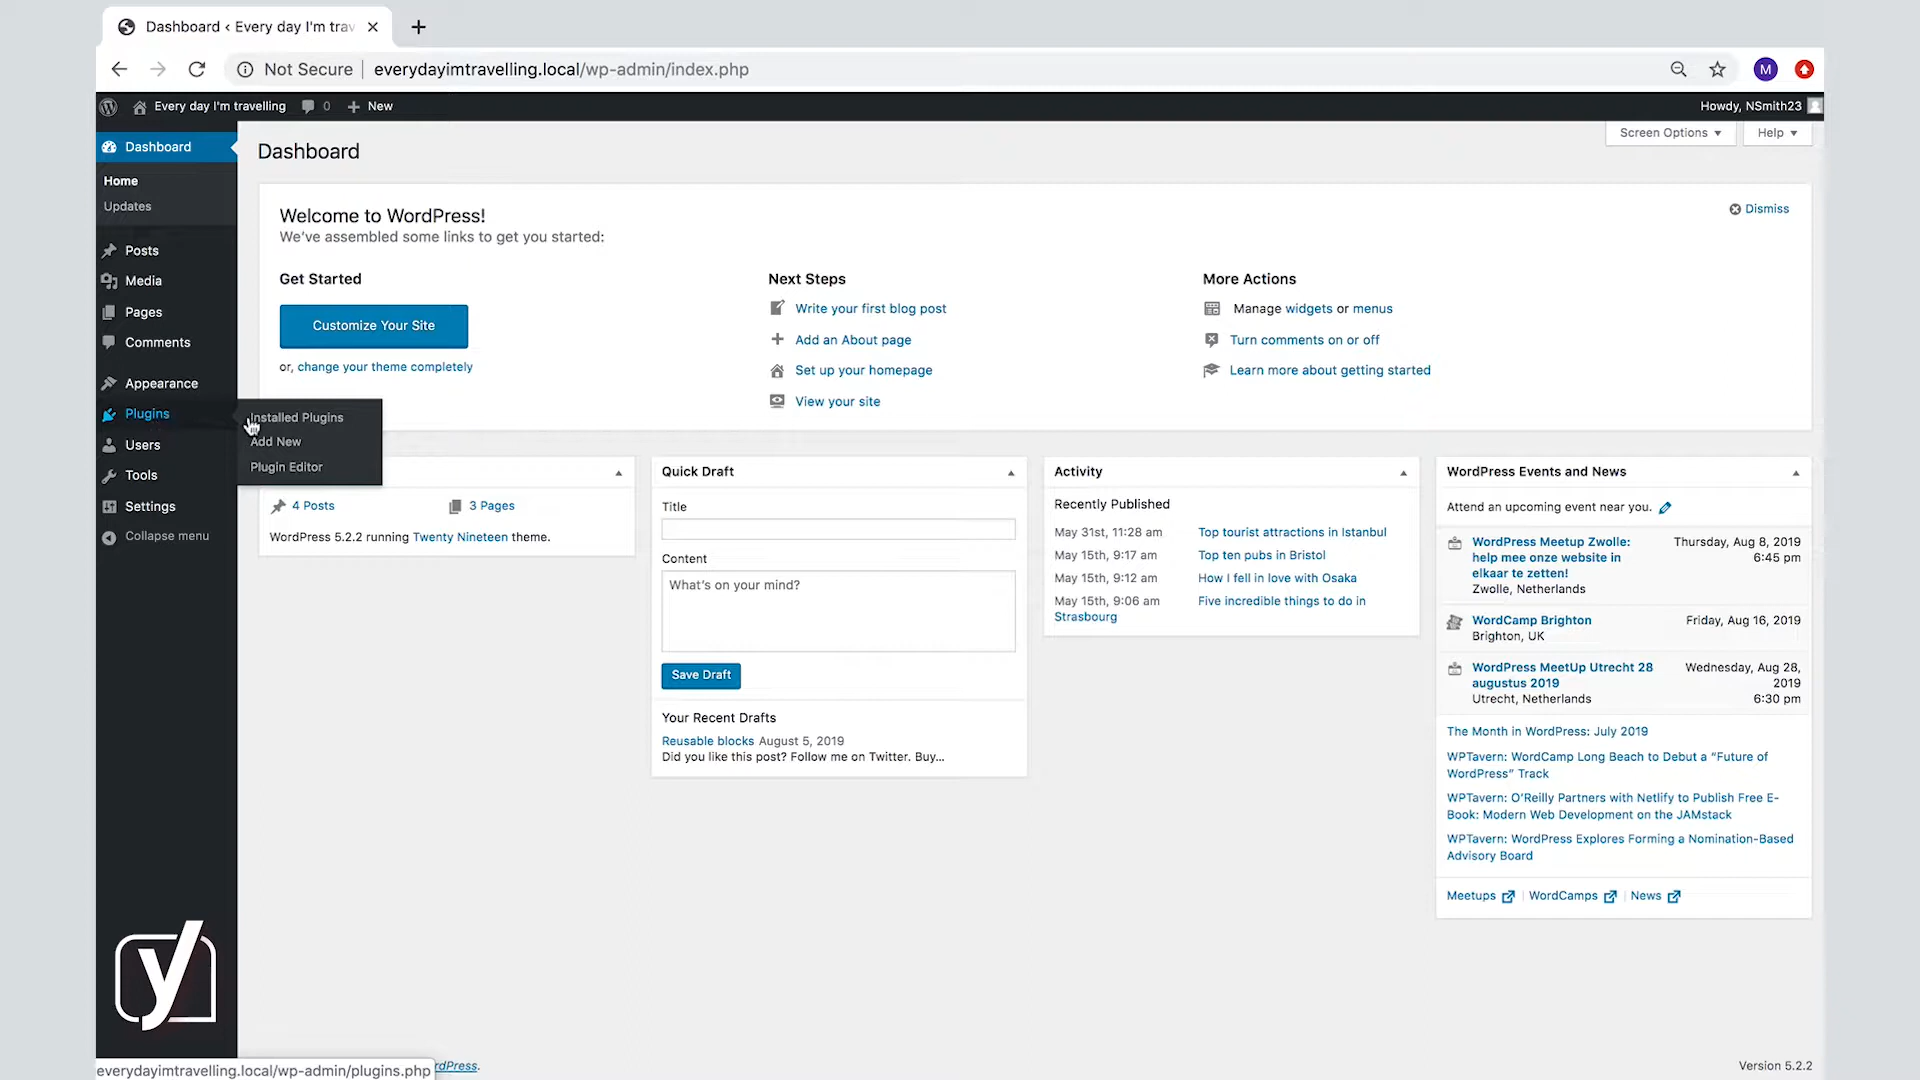 Dashboard ‹ Every day I'm trav
Not Secure
everydayimtravelling.local/wp-admin/index.php
M
Every day I'm travelling
0
New
Howdy, NSmith23
Dashboard
Home
Updates
Posts
Media
Pages
Comments
Appearance
Plugins
Users
Tools
Settings
Collapse menu
Installed Plugins
Add New
Plugin Editor
Dashboard
Screen Options
Help
Welcome to WordPress!
We've assembled some links to get you started:
Dismiss
Get Started
Customize Your Site
or, change your theme completely
Next Steps
Write your first blog post
Add an About page
Set up your homepage
View your site
More Actions
Manage widgets or menus
Turn comments on or off
Learn more about getting started
4 Posts
3 Pages
WordPress 5.2.2 running Twenty Nineteen theme.
Quick Draft
Title
Content
What's on your mind?
Save Draft
Your Recent Drafts
Reusable blocks August 5, 2019
Did you like this post? Follow me on Twitter. Buy…
Activity
Recently Published
May 31st, 11:28 am Top tourist attractions in Istanbul
May 15th, 9:17 am Top ten pubs in Bristol
May 15th, 9:12 am How I fell in love with Osaka
May 15th, 9:06 am Five incredible things to do in
Strasbourg
WordPress Events and News
Attend an upcoming event near you.
WordPress Meetup Zwolle: Thursday, Aug 8, 2019
help mee onze website in 6:45 pm
elkaar te zetten!
Zwolle, Netherlands
WordCamp Brighton Friday, Aug 16, 2019
Brighton, UK
WordPress MeetUp Utrecht 28 Wednesday, Aug 28,
augustus 2019 2019
Utrecht, Netherlands 6:30 pm
The Month in WordPress: July 2019
WPTavern: WordCamp Long Beach to Debut a “Future of
WordPress” Track
WPTavern: O’Reilly Partners with Netlify to Publish Free E-
Book: Modern Web Development on the JAMstack
WPTavern: WordPress Explores Forming a Nomination-Based
Advisory Board
Meetups
WordCamps
News
y
everydayimtravelling.local/wp-admin/plugins.php
rdPress.
Version 5.2.2